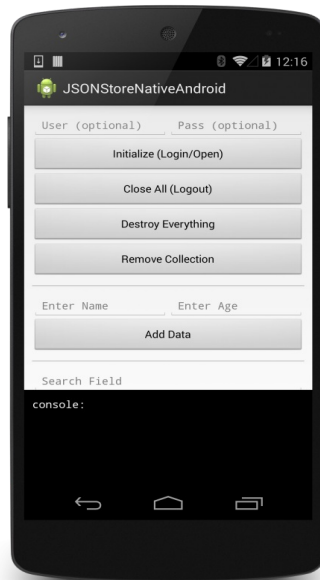 12:16
JSONStoreNativeAndroid
User (optional) Pass (optional)
Initialize (Login/Open)
Close All (Logout)
Destroy Everything
Remove Collection
Enter Name Enter Age
Add Data
Search Field
console: